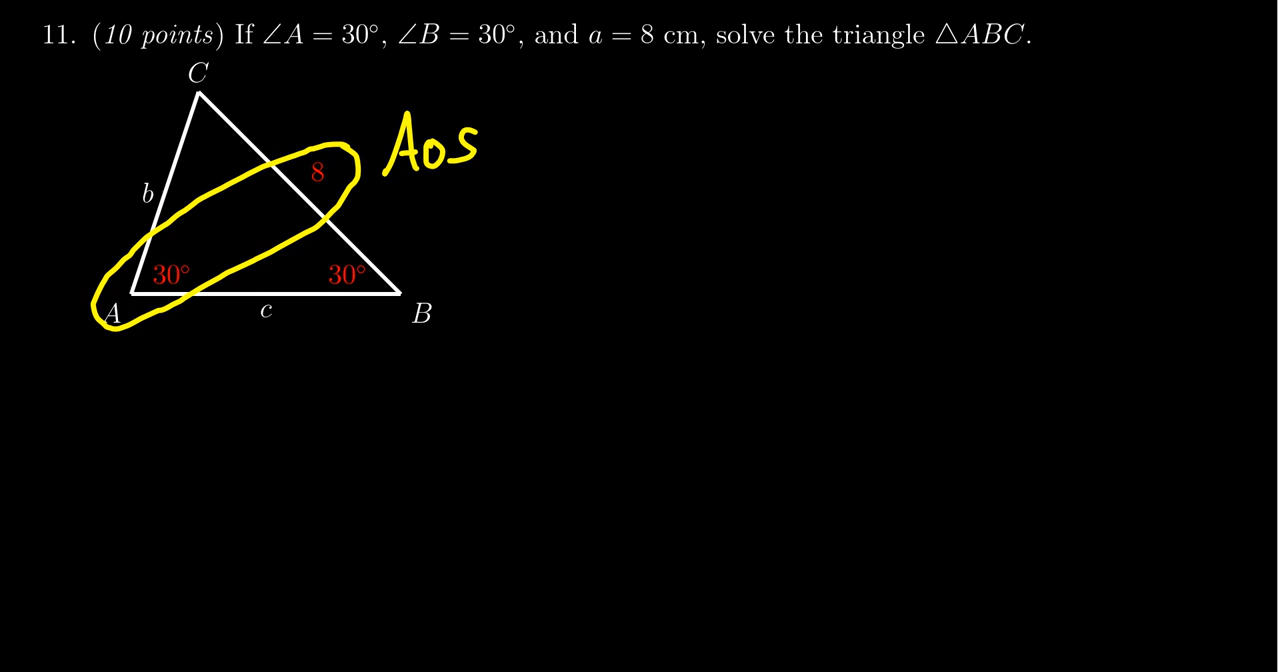 11. (10 points) If ∠A = 30°, ∠B = 30°, and a = 8 cm, solve the triangle △ABC.
C
AOS
8
b
30° 30°
A c B